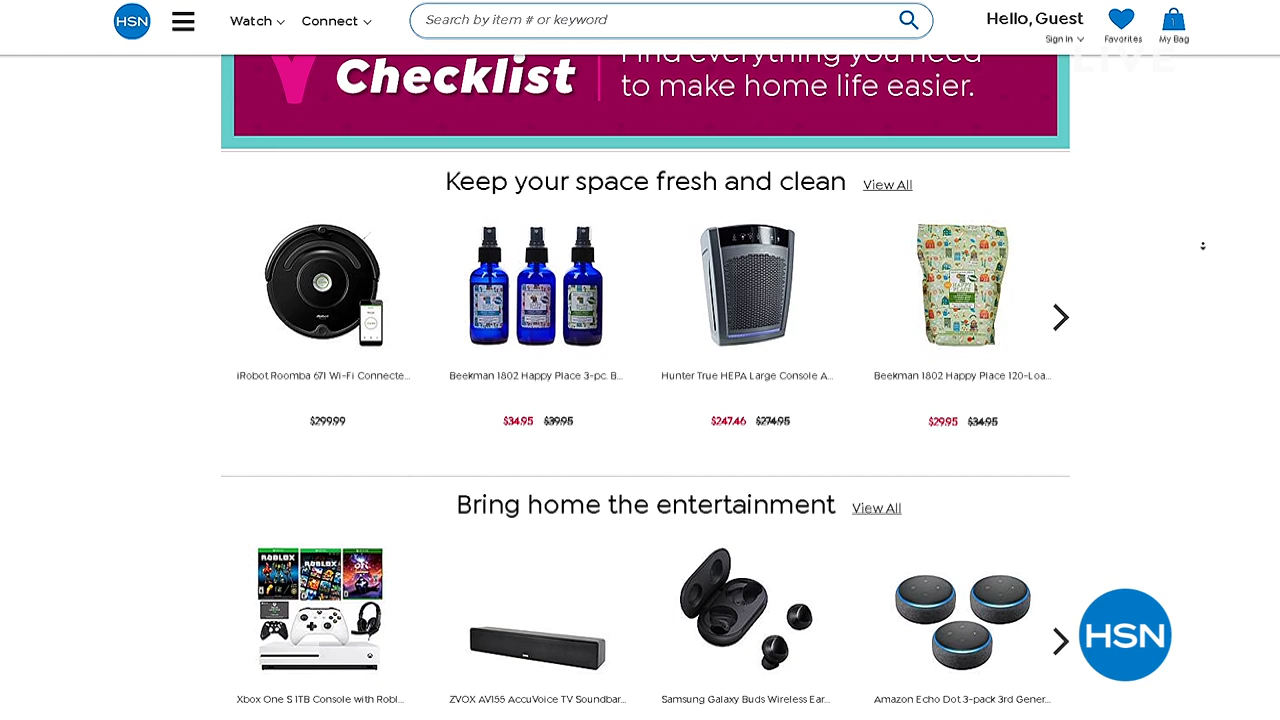 HSN
Watch
Connect
Search by item # or keyword
Hello, Guest
Sign In
Favorites
1
My Bag
LIVE
Checklist
Find everything you need
to make home life easier.
Keep your space fresh and clean View All
iRobot Roomba 671 Wi-Fi Connecte...
Beekman 1802 Happy Place 3-pc. B...
Hunter True HEPA Large Console A...
Beekman 1802 Happy Place 120-Loa...
$299.99
$34.95 $39.95
$247.46 $274.95
$29.95 $34.95
Bring home the entertainment View All
ROBLOX
ROBLOX
HSN
Xbox One S 1TB Console with Robl...
ZVOX AV155 AccuVoice TV Soundbar...
Samsung Galaxy Buds Wireless Ear...
Amazon Echo Dot 3-pack 3rd Gener...